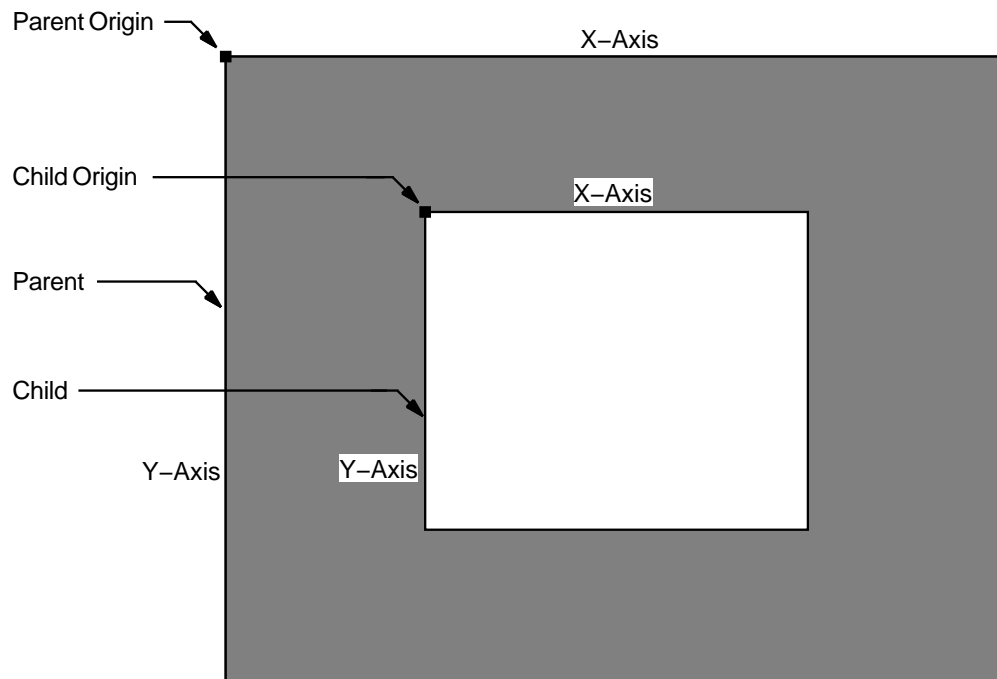 Parent Origin
X–Axis
Child Origin
X–Axis
Parent
Child
Y–Axis
Y–Axis